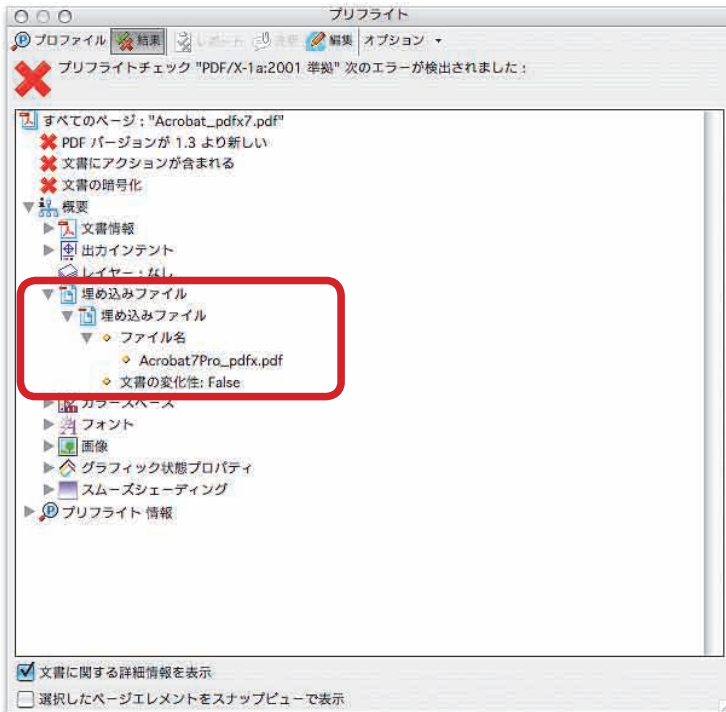 プリフライト
プロファイル 結果 レポート 注釈 編集 オプション
プリフライトチェック "PDF/X-1a:2001 準拠" 次のエラーが検出されました :
すべてのページ : "Acrobat_pdfx7.pdf"
PDF バージョンが 1.3 より新しい
文書にアクションが含まれる
文書の暗号化
概要
文書情報
出力インテント
レイヤー : なし
埋め込みファイル
埋め込みファイル
ファイル名
Acrobat7Pro_pdfx.pdf
文書の変化性: False
カラースペース
フォント
画像
グラフィック状態プロパティ
スムーズシェーディング
プリフライト 情報
文書に関する詳細情報を表示
選択したページエレメントをスナップビューで表示